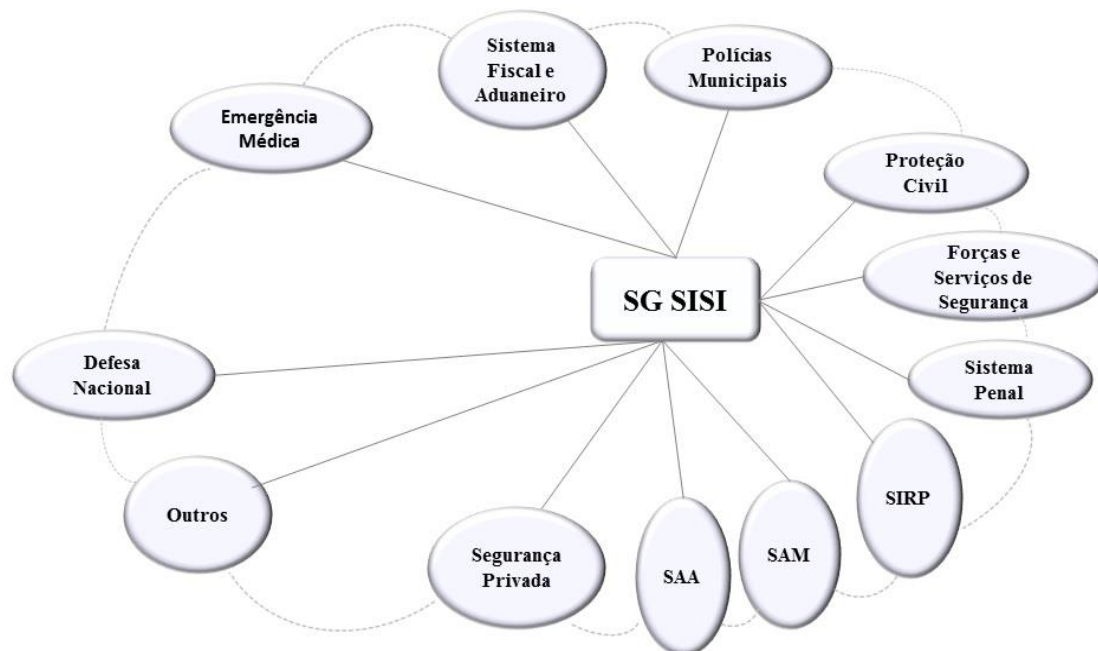 Sistema
Fiscal e
Aduaneiro
Polícias
Municipais
Emergência
Médica
Proteção
Civil
Forças e
Serviços de
Segurança
SG SISI
Defesa
Nacional
Sistema
Penal
SIRP
Outros
Segurança
Privada
SAA
SAM